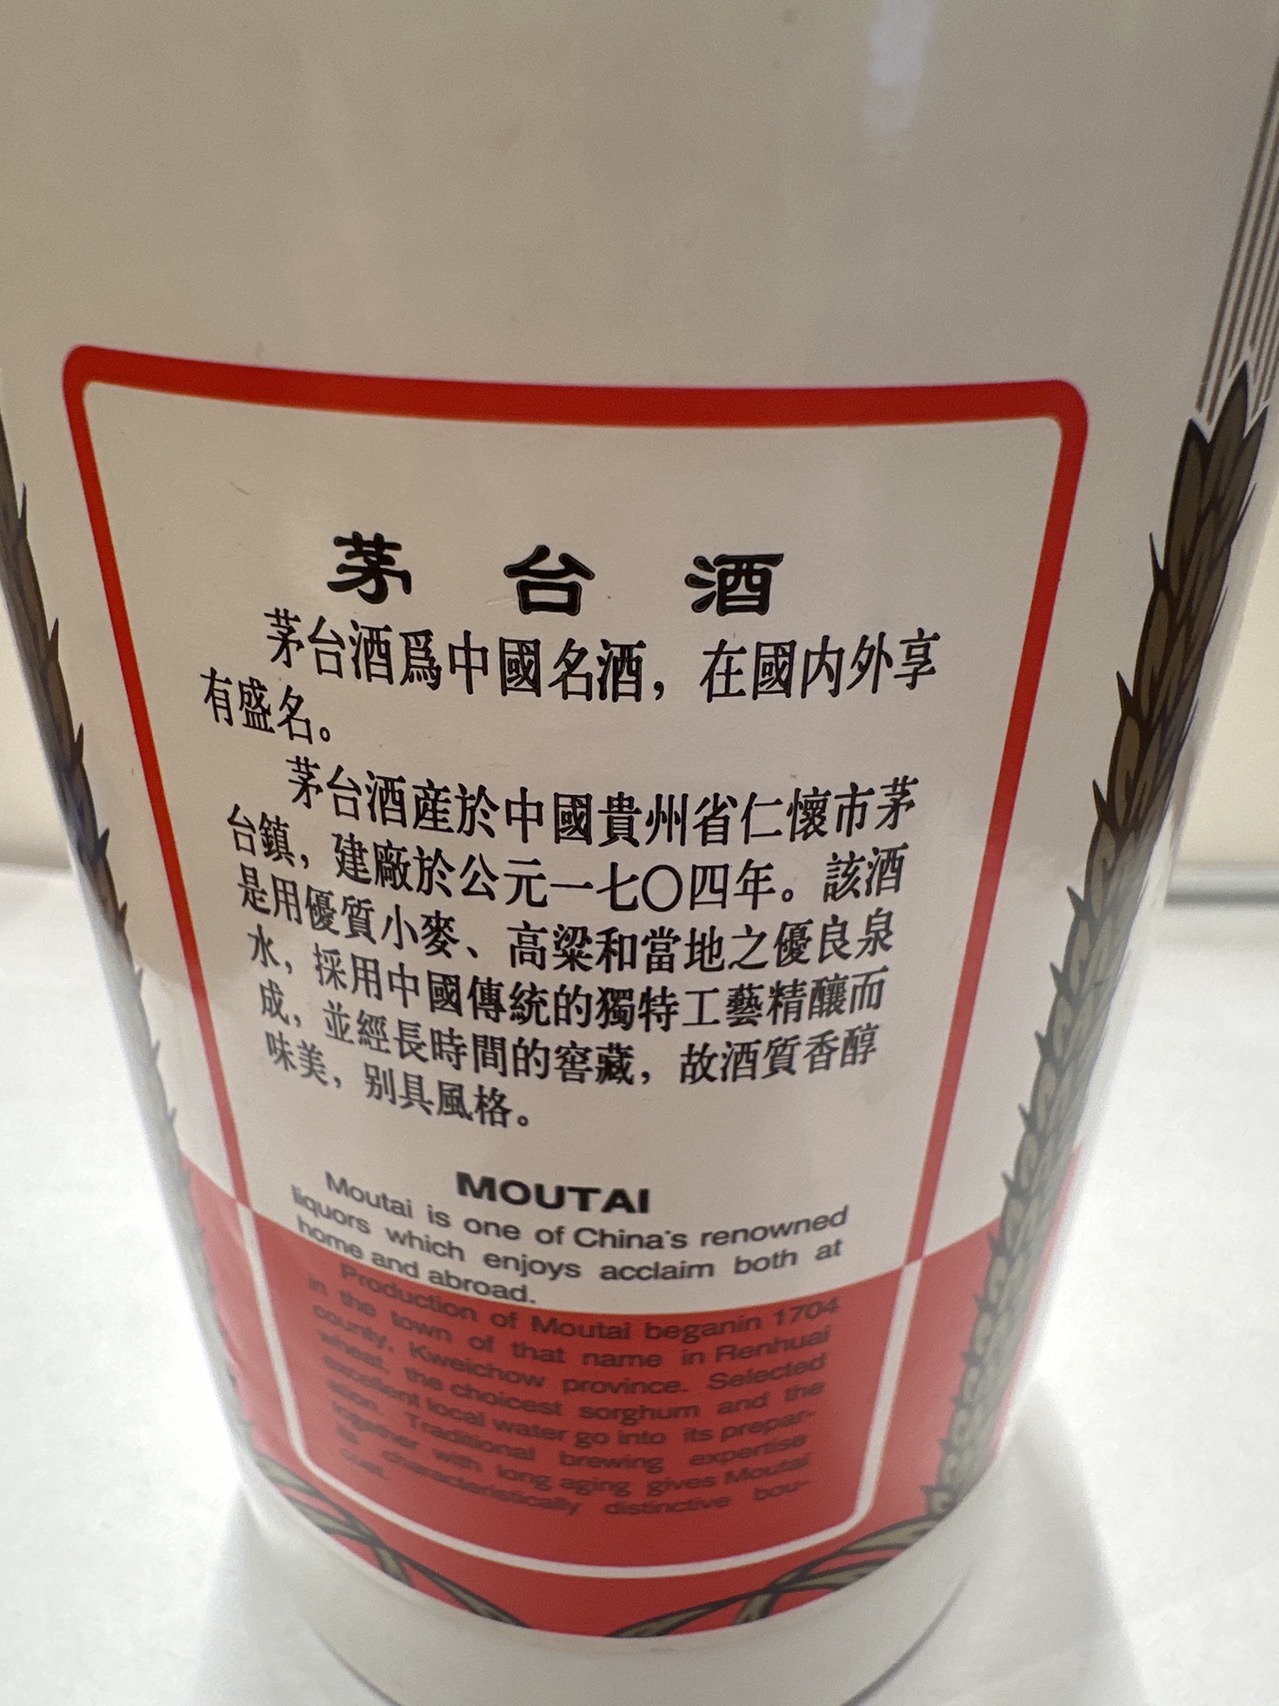 茅台酒
茅台酒爲中國名酒，在國内外享
有盛名。
茅台酒産於中國貴州省仁懷市茅
台鎮，建廠於公元一七〇四年。該酒
是用優質小麥、高粱和當地之優良泉
水，採用中國傳統的獨特工藝精釀而
成，並經長時間的窖藏，故酒質香醇
味美，别具風格。
MOUTAI
Moutai is one of China's renowned
liquors which enjoys acclaim both at
home and abroad.
Production of Moutai beganin 1704
in the town of that name in Renhuai
county, Kweichow province. Selected
wheat, the choicest sorghum and the
excellent local water go into its prepar-
ation. Traditional brewing expertise
together with long aging gives Moutai
its characteristically distinctive bou-
quet.